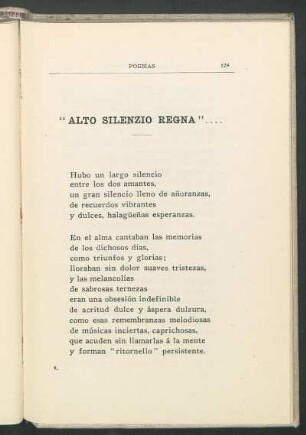 POEMAS 129
"ALTO SILENZIO REGNA"....
Hubo un largo silencio
entre los dos amantes,
un gran silencio lleno de añoranzas,
de recuerdos vibrantes
y dulces, halagüeñas esperanzas.
En el alma cantaban las memorias
de los dichosos días,
como triunfos y glorias;
lloraban sin dolor suaves tristezas,
y las melancolías
de sabrosas ternezas
eran una obsesión indefinible
de acritud dulce y áspera dulzura,
como esas remembranzas melodiosas
de músicas inciertas, caprichosas,
que acuden sin llamarlas á la mente
y forman "ritornello" persistente.
9.